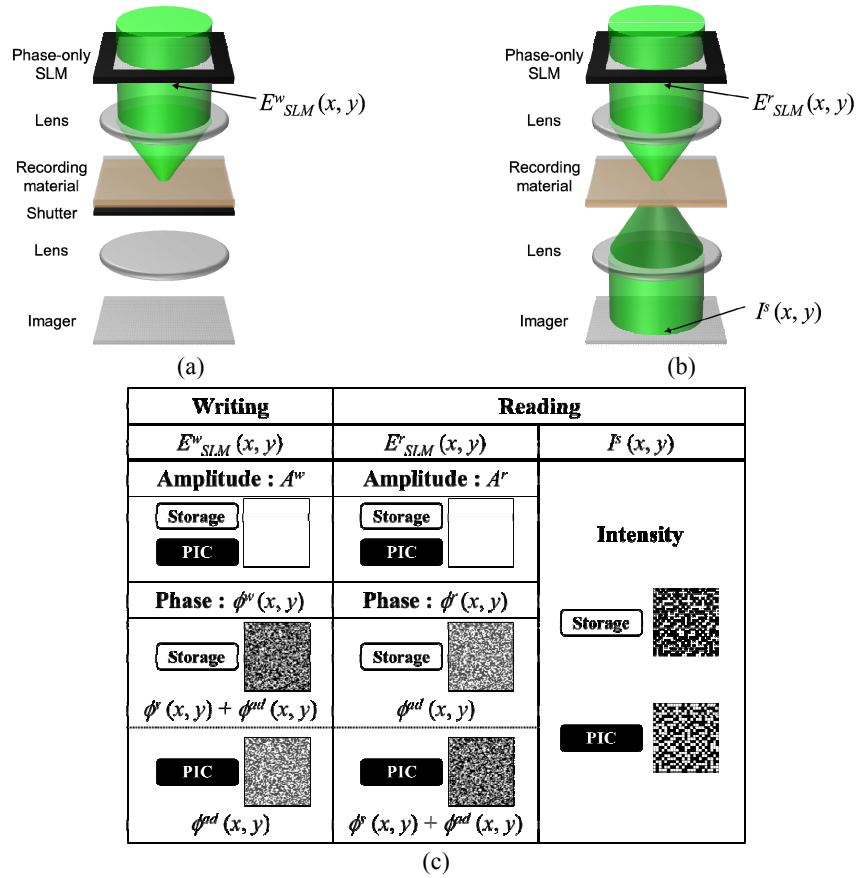 Phase-only
SLM
E^w_SLM (x, y)
Lens
Recording
material
Shutter
Lens
Imager
(a)
Phase-only
SLM
E^r_SLM (x, y)
Lens
Recording
material
Lens
Imager
I^s (x, y)
(b)
Writing Reading
E^w_SLM (x, y) E^r_SLM (x, y) I^s (x, y)
Amplitude : A^w Amplitude : A^r
Storage Storage
PIC PIC
Intensity
Phase : ϕ^w (x, y) Phase : ϕ^r (x, y)
Storage Storage Storage
ϕ^s (x, y) + ϕ^ad (x, y) ϕ^ad (x, y)
PIC PIC PIC
ϕ^ad (x, y) ϕ^s (x, y) + ϕ^ad (x, y)
(c)